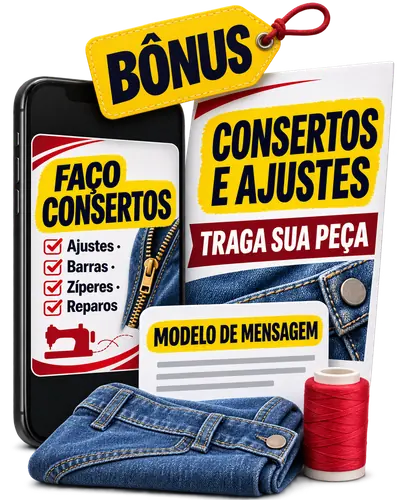 BÔNUS
FAÇO
CONSERTOS
Ajustes ·
Barras ·
Zíperes ·
Reparos
CONSERTOS
E AJUSTES
TRAGA SUA PEÇA
MODELO DE MENSAGEM